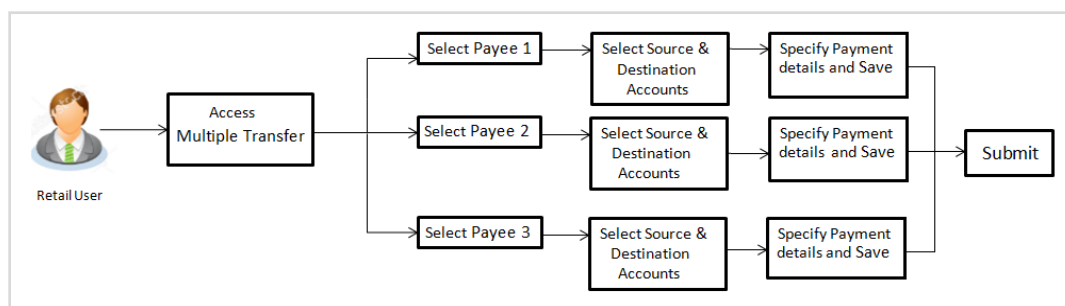 Retail User
Access
Multiple Transfer
Select Payee 1
Select Source &
Destination
Accounts
Specify Payment
details and Save
Select Payee 2
Select Source &
Destination
Accounts
Specify Payment
details and Save
Select Payee 3
Select Source &
Destination
Accounts
Specify Payment
details and Save
Submit